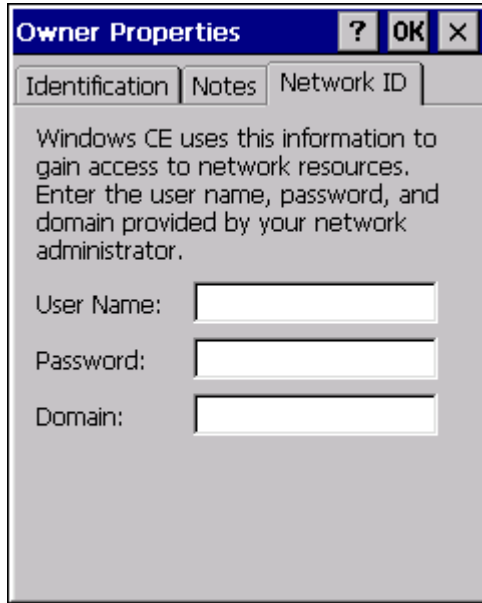 Owner Properties ? OK ×
Identification Notes Network ID
Windows CE uses this information to
gain access to network resources.
Enter the user name, password, and
domain provided by your network
administrator.
User Name:
Password:
Domain: